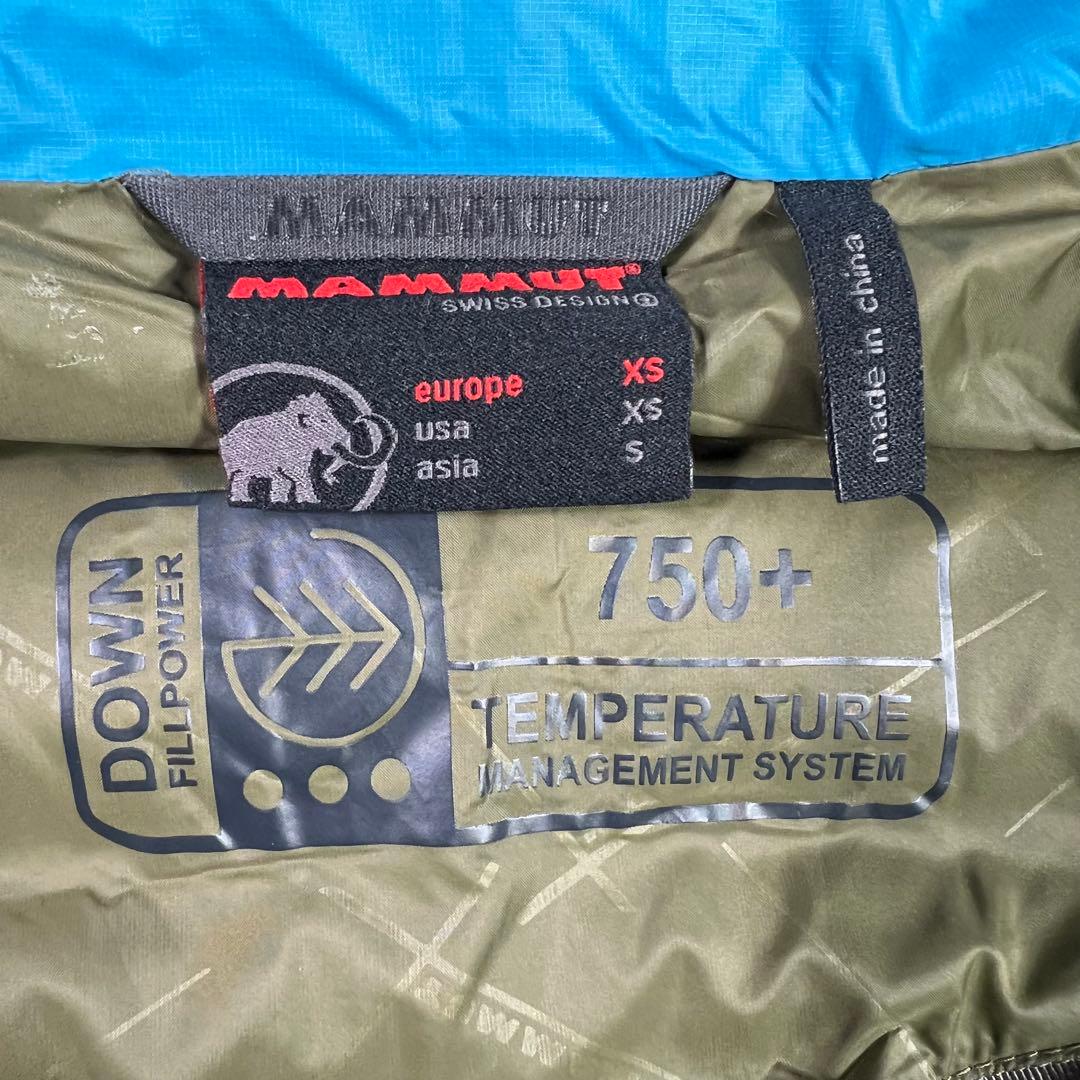 MAMMUT
MAMMUT®
SWISS DESIGN
europe XS
usa XS
asia S
made in china
DOWN
FILLPOWER
750+
TEMPERATURE
MANAGEMENT SYSTEM